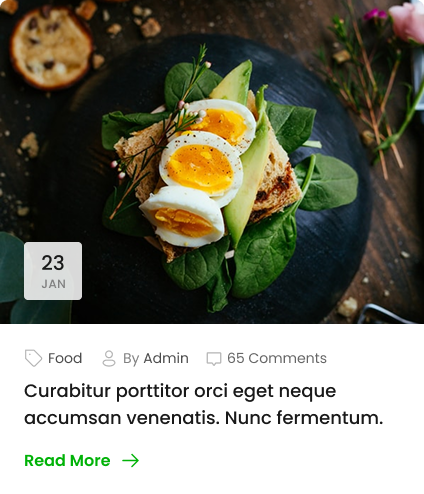 23
JAN
Food By Admin 65 Comments
Curabitur porttitor orci eget neque
accumsan venenatis. Nunc fermentum.
Read More